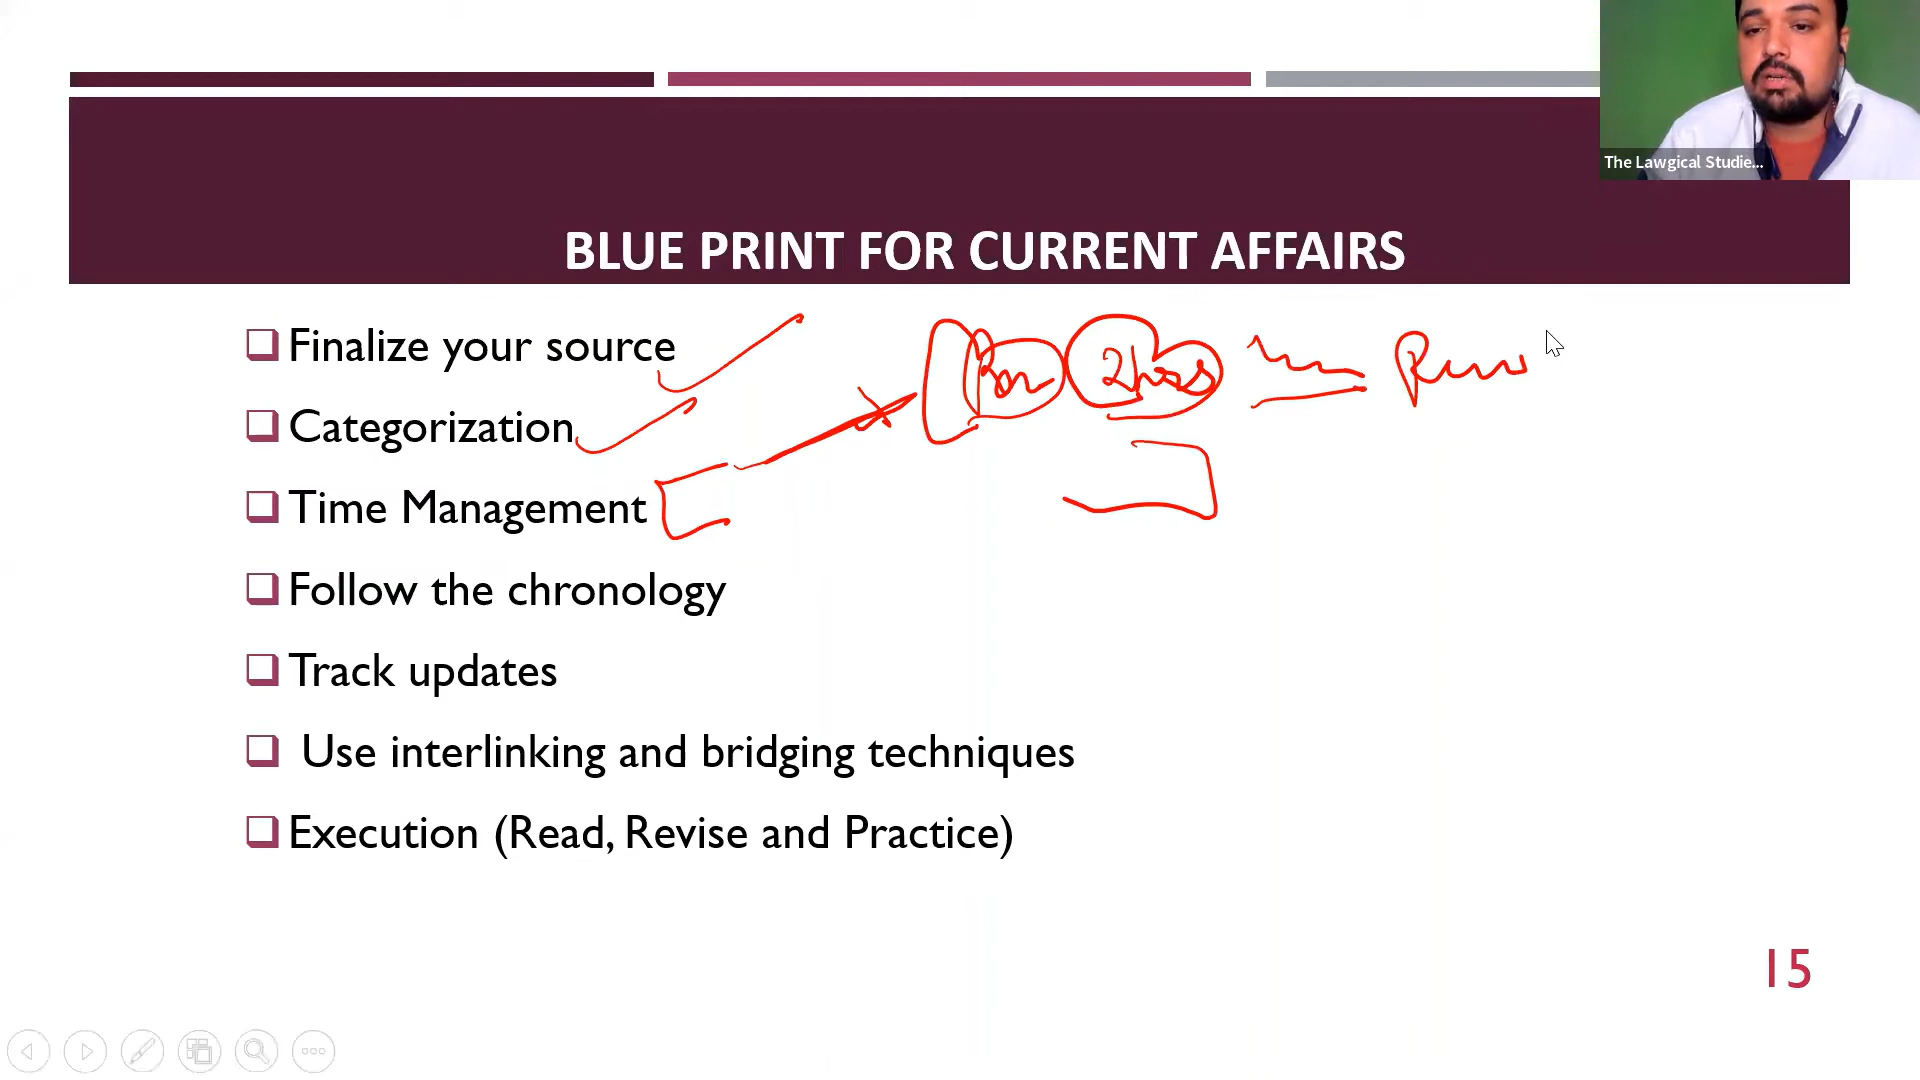 The Lawgical Studie...
BLUE PRINT FOR CURRENT AFFAIRS
Finalize your source
2hrs
Categorization
Time Management
Follow the chronology
Track updates
Use interlinking and bridging techniques
Execution (Read, Revise and Practice)
15